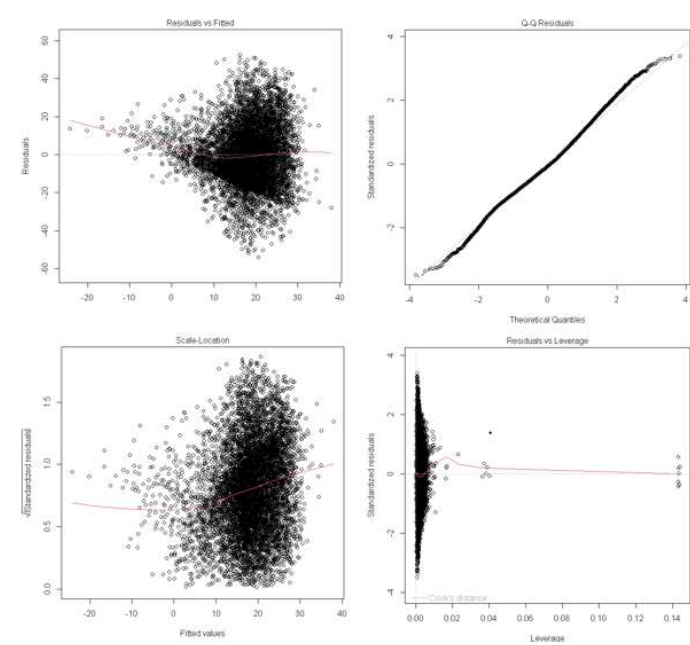 Residuals vs Fitted
Residuals
60
40
20
0
-20
-40
-60
-20 -10 0 10 20 30 40
Q-Q Residuals
Standardized residuals
4
2
0
-2
-4 -2 0 2 4
Theoretical Quantiles
Scale-Location
√|Standardized residuals|
1.5
1.0
0.5
0.0
-20 -10 0 10 20 30 40
Fitted values
Residuals vs Leverage
Standardized residuals
4
2
0
-2
-4
Cook's distance
0.00 0.02 0.04 0.06 0.08 0.10 0.12 0.14
Leverage